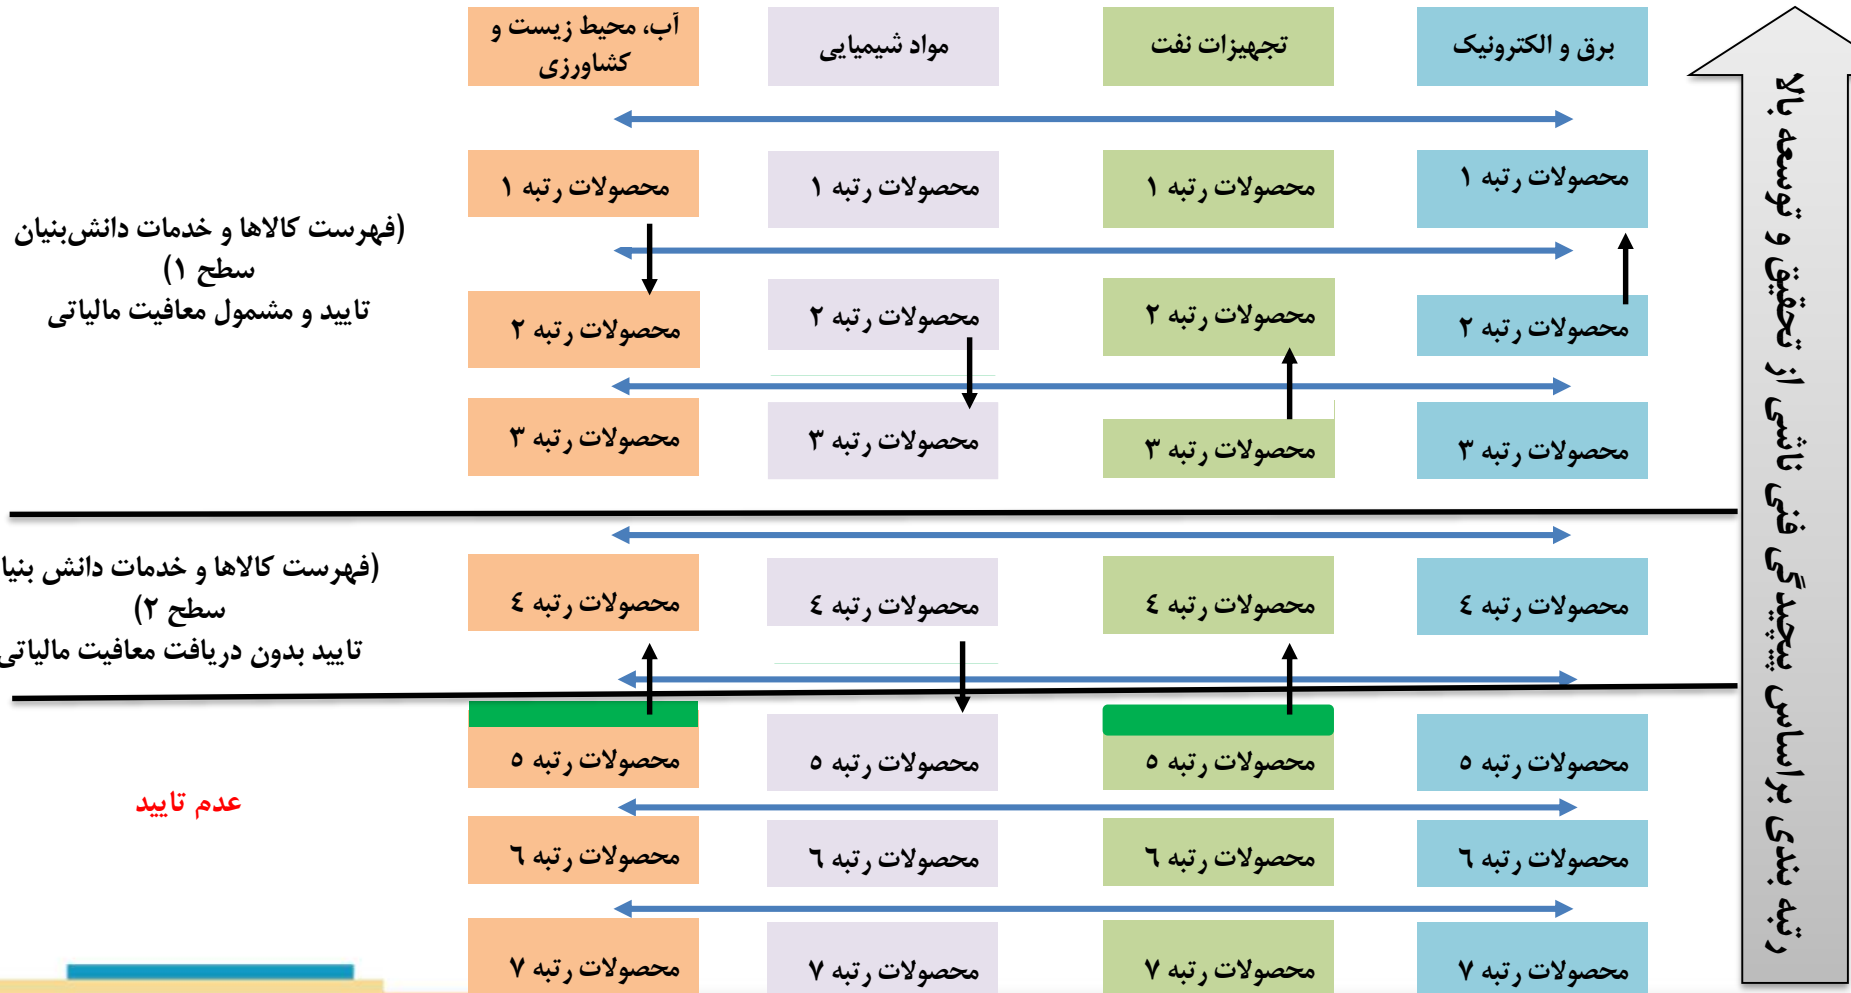 برق و الکترونیک
تجهیزات نفت
مواد شیمیایی
آب، محیط زیست و
کشاورزی
رتبه بندی براساس پیچیدگی فنی ناشی از تحقیق و توسعه بالا
محصولات رتبه ۱
محصولات رتبه ۱
محصولات رتبه ۱
محصولات رتبه ۱
(فهرست کالاها و خدمات دانش‌بنیان
سطح ۱)
تایید و مشمول معافیت مالیاتی
محصولات رتبه ۲
محصولات رتبه ۲
محصولات رتبه ۲
محصولات رتبه ۲
محصولات رتبه ۳
محصولات رتبه ۳
محصولات رتبه ۳
محصولات رتبه ۳
محصولات رتبه ٤
محصولات رتبه ٤
محصولات رتبه ٤
محصولات رتبه ٤
(فهرست کالاها و خدمات دانش بنیا
سطح ۲)
تایید بدون دریافت معافیت مالیاتی
محصولات رتبه ٥
محصولات رتبه ٥
محصولات رتبه ٥
محصولات رتبه ٥
عدم تایید
محصولات رتبه ٦
محصولات رتبه ٦
محصولات رتبه ٦
محصولات رتبه ٦
محصولات رتبه ۷
محصولات رتبه ۷
محصولات رتبه ۷
محصولات رتبه ۷